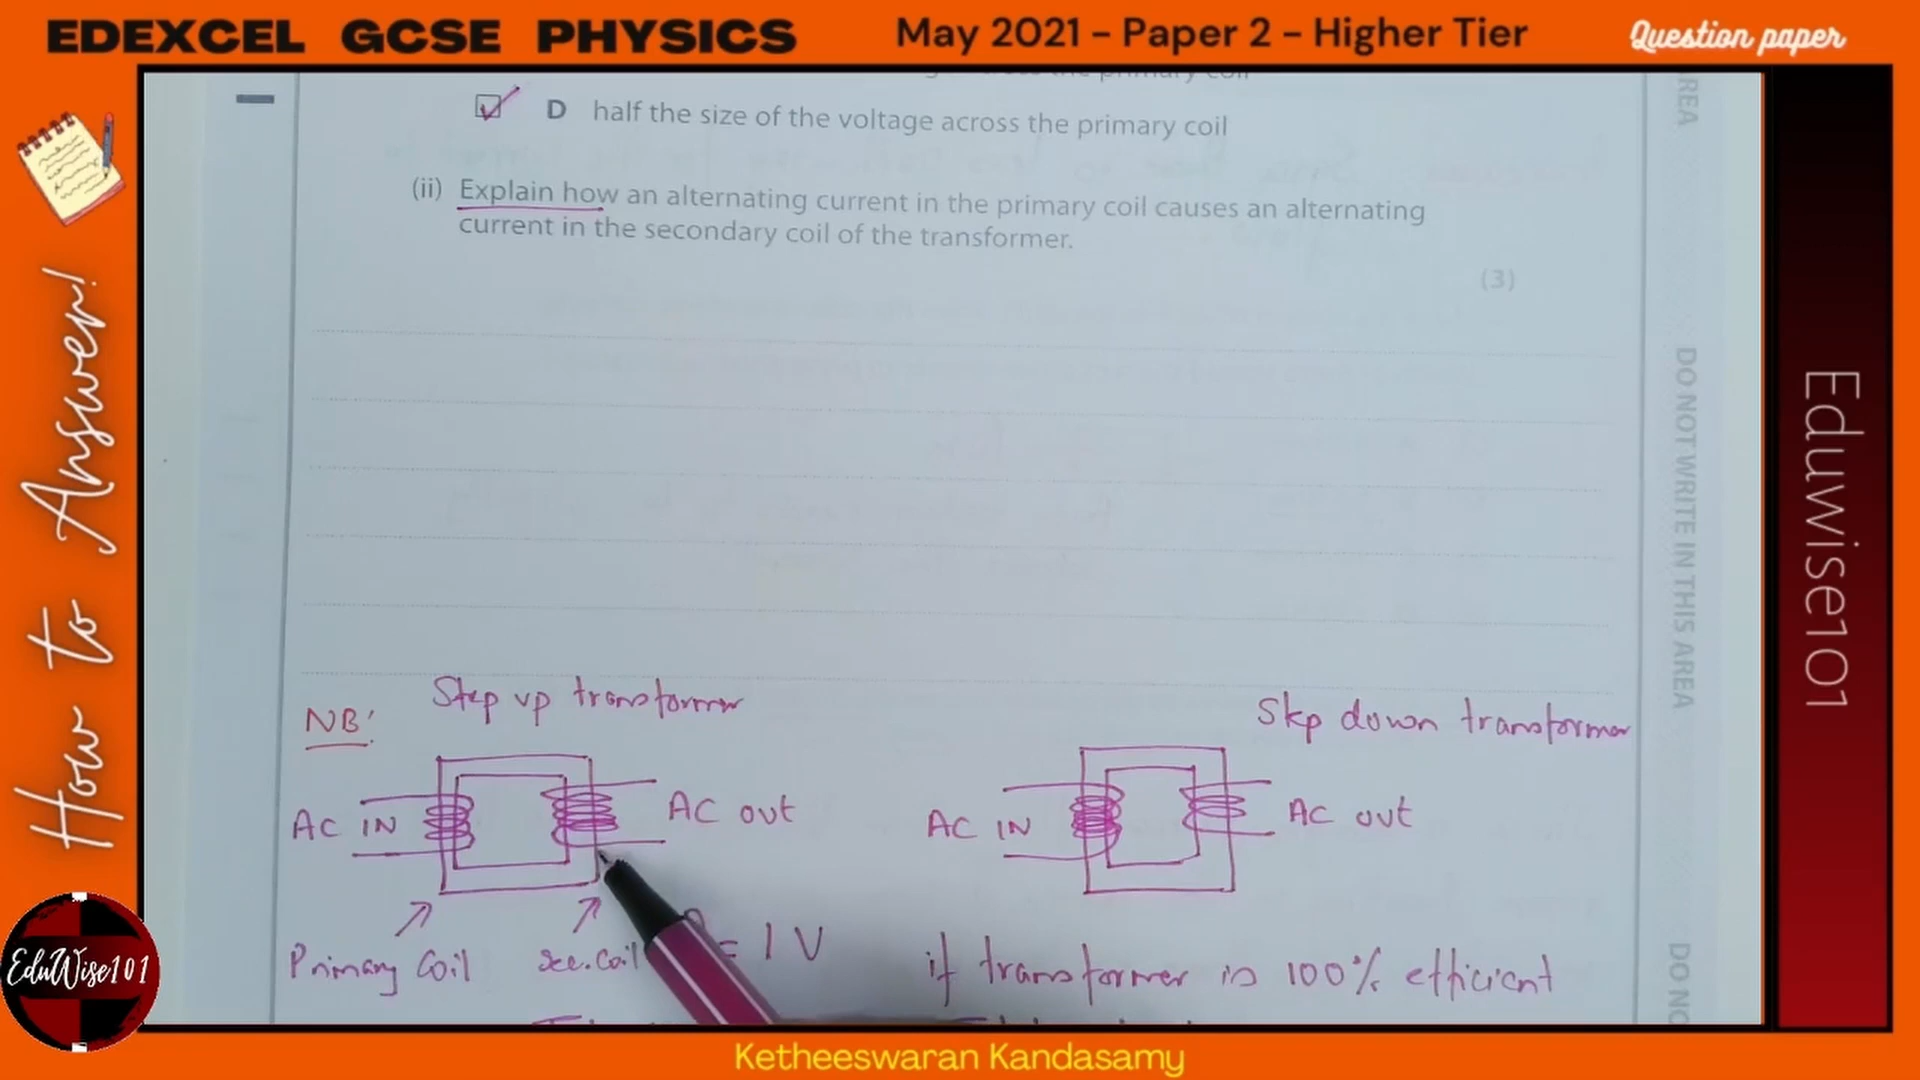 EDEXCEL GCSE PHYSICS
May 2021 - Paper 2 - Higher Tier
Question paper
D half the size of the voltage across the primary coil
(ii) Explain how an alternating current in the primary coil causes an alternating
current in the secondary coil of the transformer.
(3)
NB!
Step up transformer
Step down transformer
AC IN
AC out
AC IN
AC out
Primary coil
sec. coil
= IV
if transformer is 100% efficient
How to Answer!
EduWise101
REA
DO NOT WRITE IN THIS AREA
DO NO
Eduwise101
Ketheeswaran Kandasamy